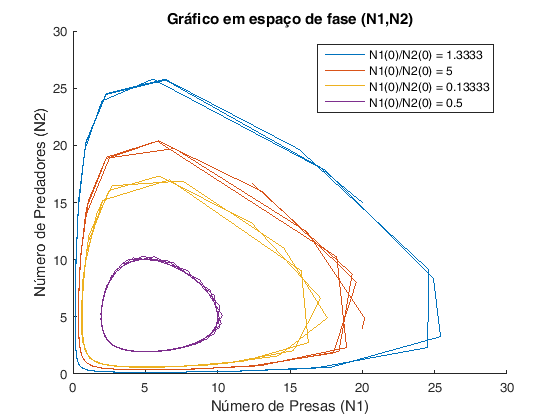 Gráfico em espaço de fase (N1,N2)
30
25
20
15
10
5
0
Número de Predadores (N2)
N1(0)/N2(0) = 1.3333
N1(0)/N2(0) = 5
N1(0)/N2(0) = 0.13333
N1(0)/N2(0) = 0.5
0 5 10 15 20 25 30
Número de Presas (N1)